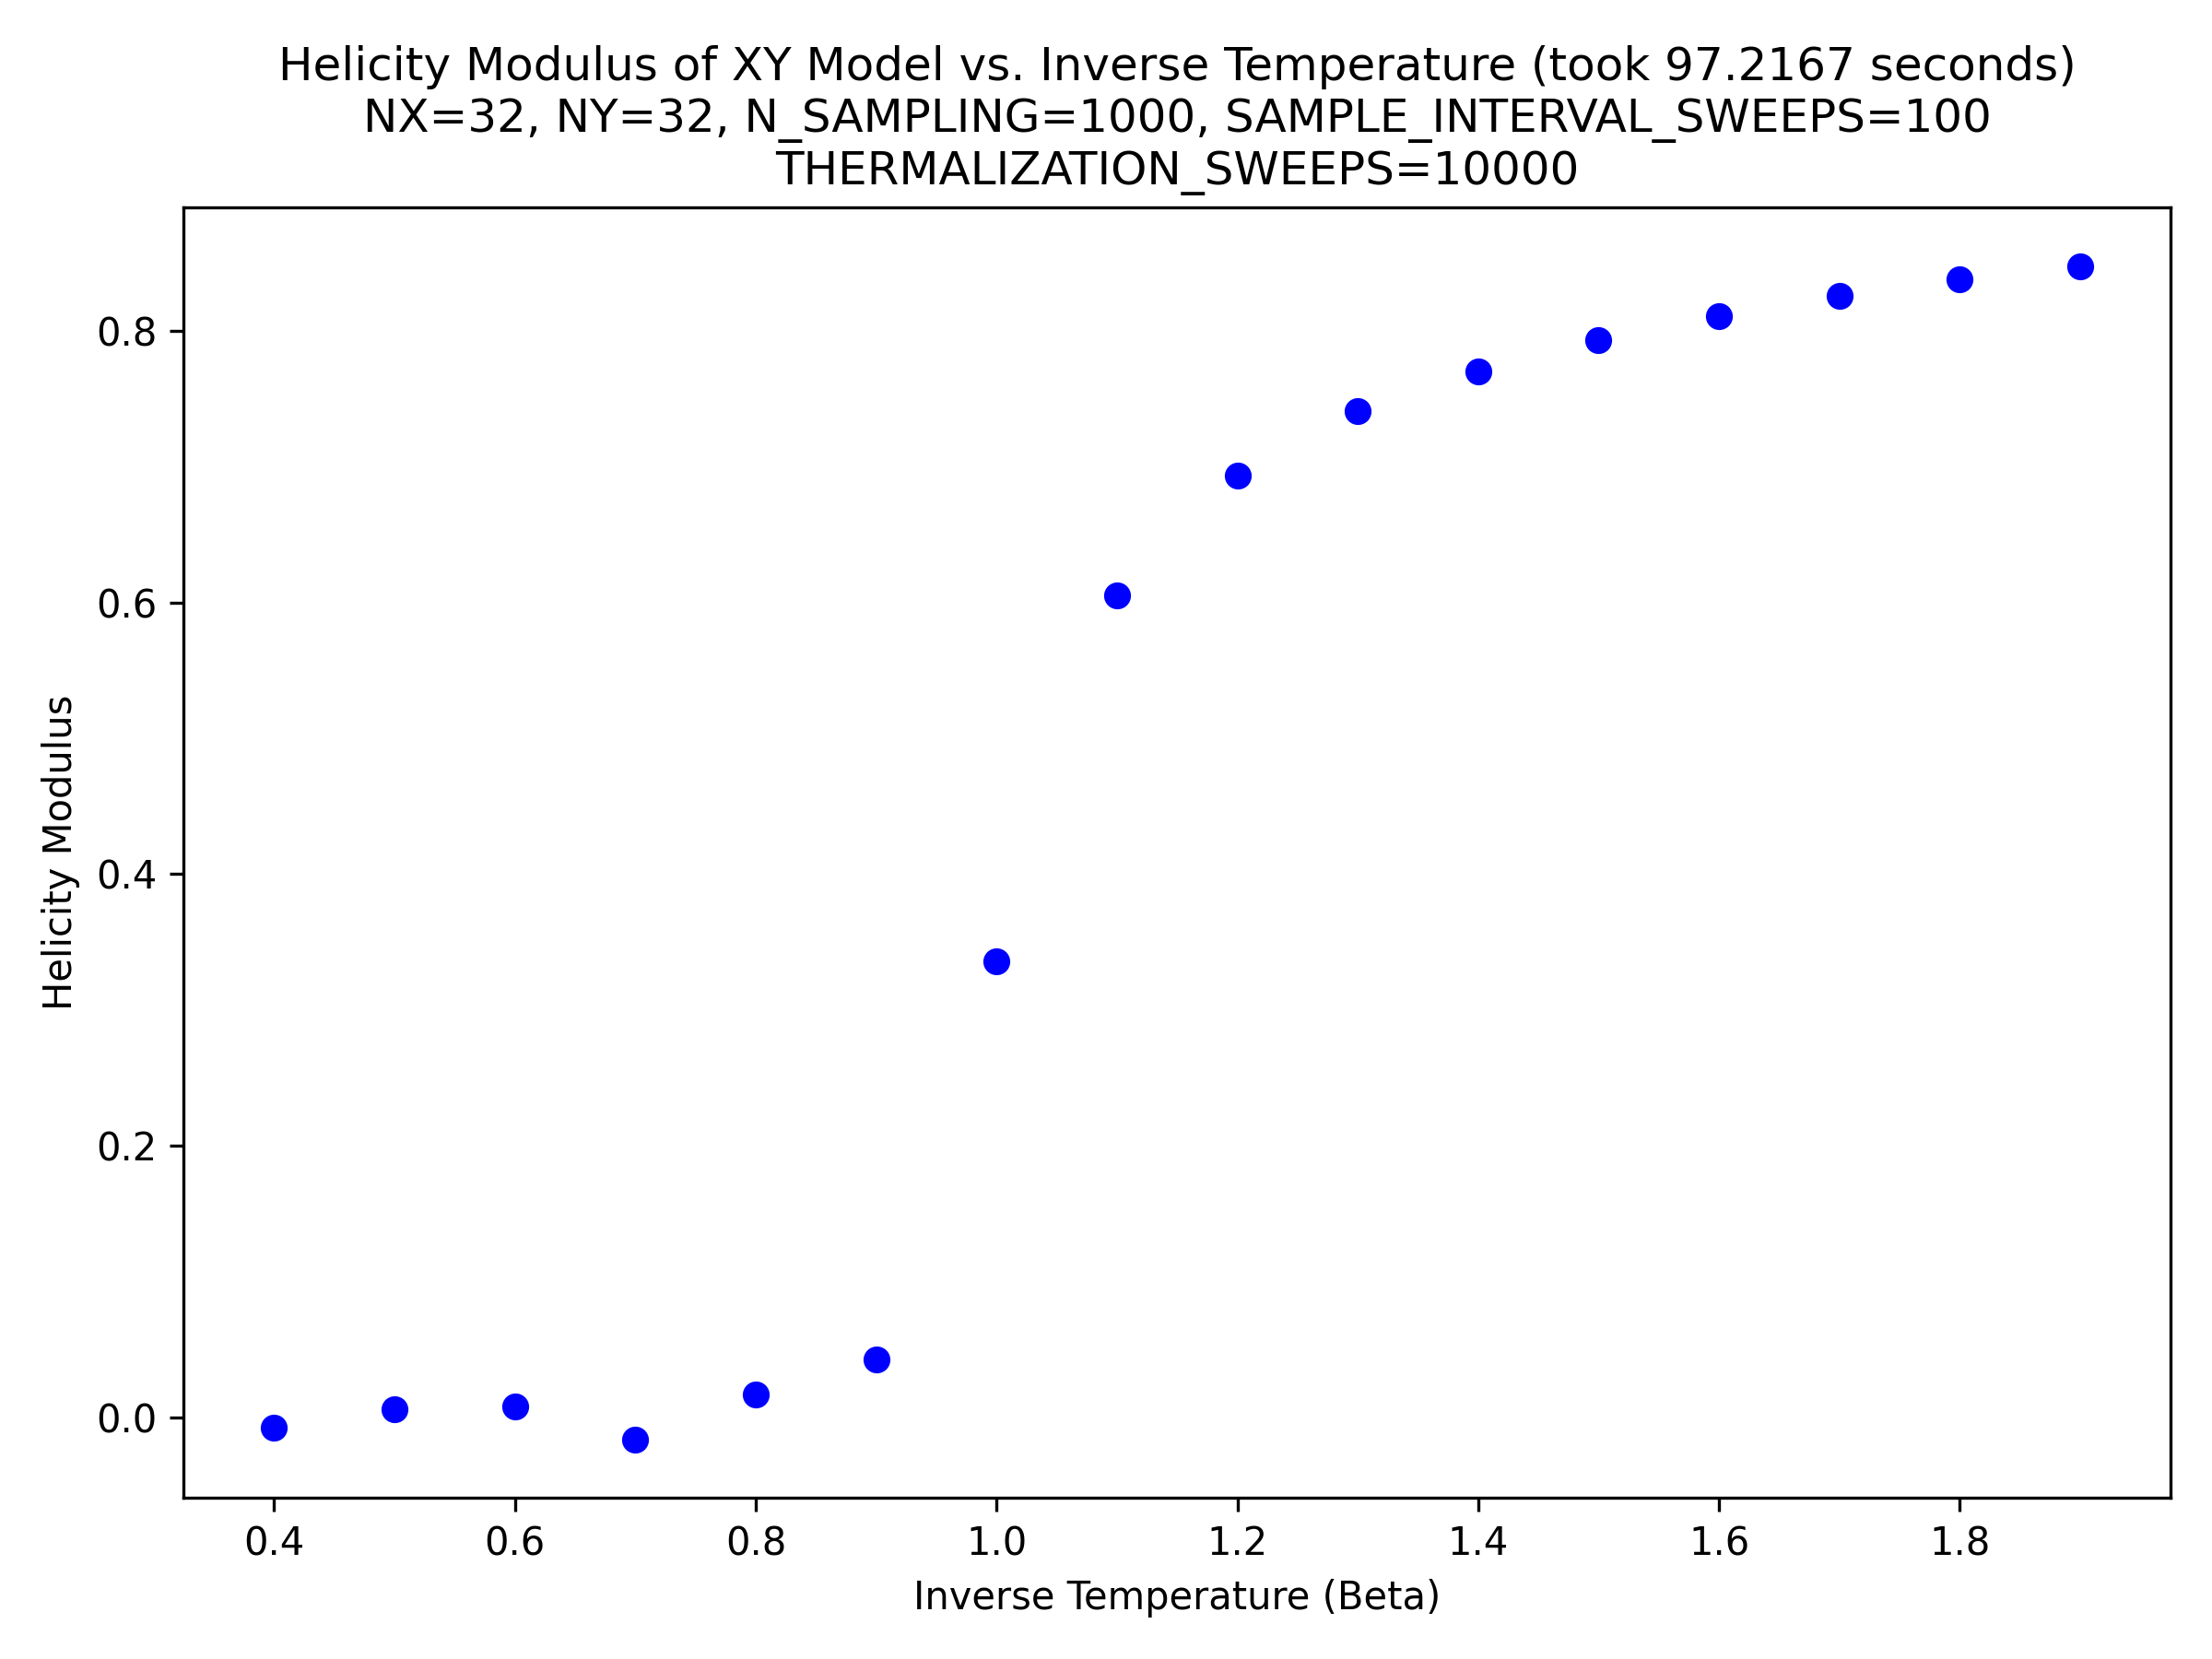 Helicity Modulus of XY Model vs. Inverse Temperature (took 97.2167 seconds)
NX=32, NY=32, N_SAMPLING=1000, SAMPLE_INTERVAL_SWEEPS=100
THERMALIZATION_SWEEPS=10000
Helicity Modulus
0.8
0.6
0.4
0.2
0.0
0.4 0.6 0.8 1.0 1.2 1.4 1.6 1.8
Inverse Temperature (Beta)